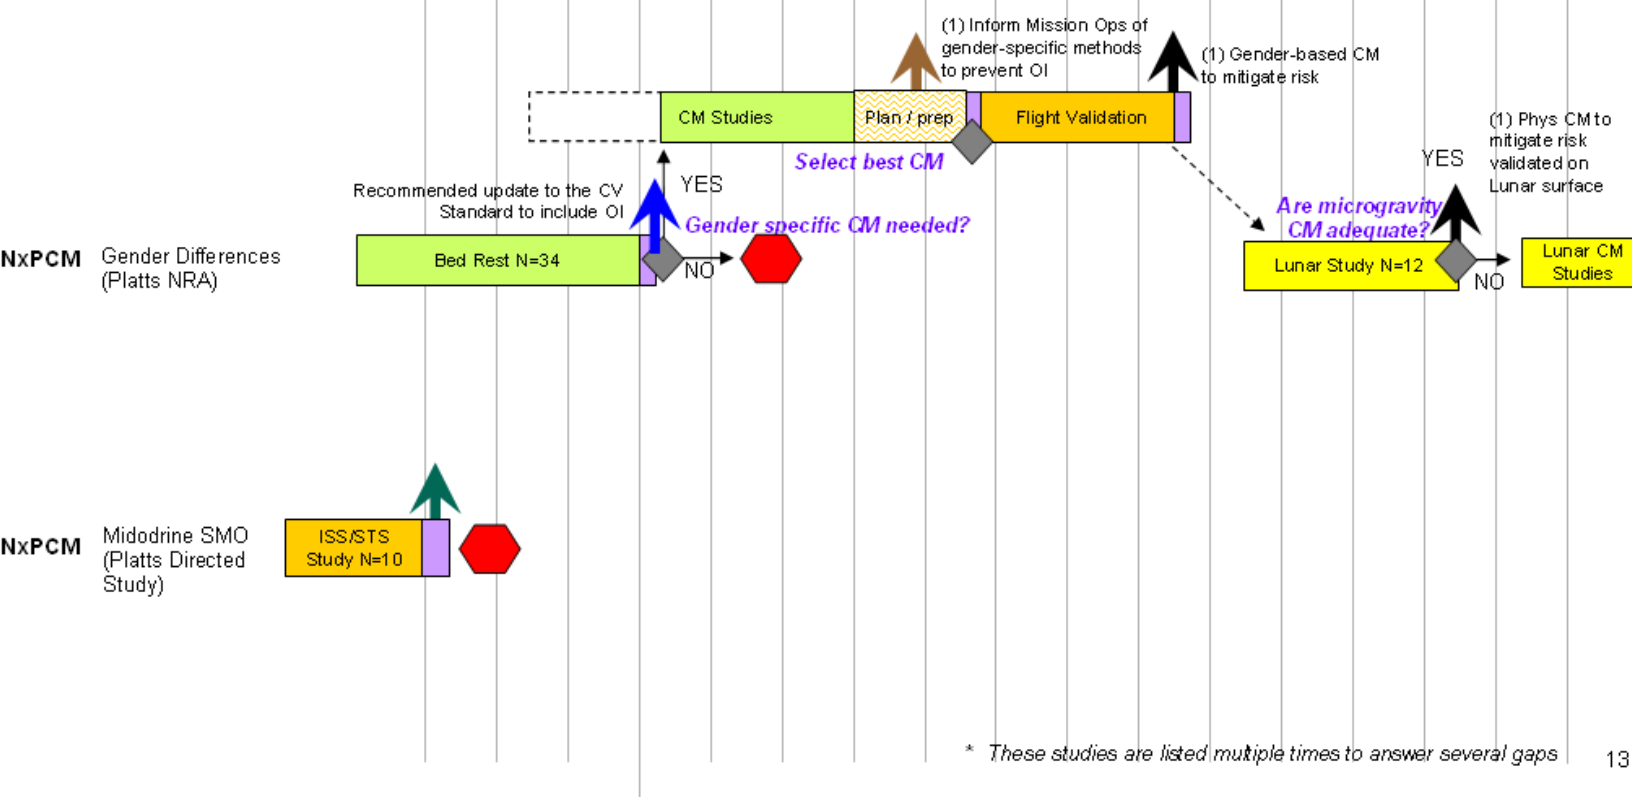 (1) Inform Mission Ops of
gender-specific methods
to prevent OI
(1) Gender-based CM
to mitigate risk
CM Studies
Plan / prep
Flight Validation
(1) Phys CM to
mitigate risk
validated on
Lunar surface
YES
Select best CM
Recommended update to the CV
Standard to include OI
YES
Gender specific CM needed?
Are microgravity
CM adequate?
NxPCM
Gender Differences
(Platts NRA)
Bed Rest N=34
NO
Lunar Study N=12
NO
Lunar CM
Studies
NxPCM
Midodrine SMO
(Platts Directed
Study)
ISS/STS
Study N=10
* These studies are listed multiple times to answer several gaps
13